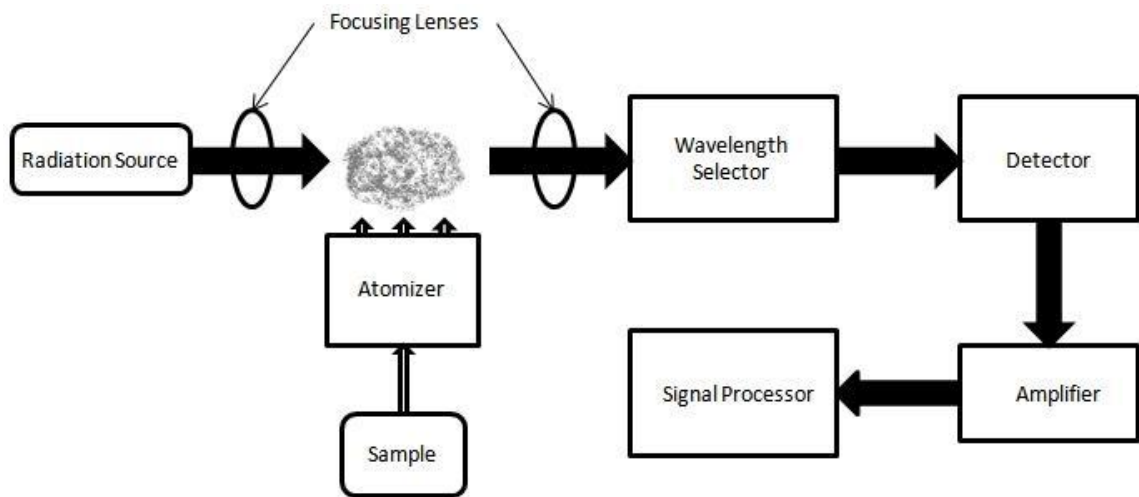 Focusing Lenses
Radiation Source
Wavelength
Selector
Detector
Atomizer
Signal Processor
Amplifier
Sample